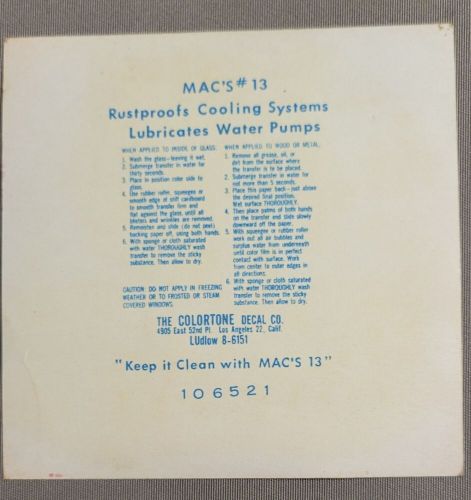 MAC'S # 13
Rustproofs Cooling Systems
Lubricates Water Pumps
WHEN APPLIED TO INSIDE OF GLASS.
1. Wash the glass—leaving it wet.
2. Submerge transfer in water for
thirty seconds.
3. Place in position color side to
glass.
4. Use rubber roller, squeegee or
smooth edge of stiff cardboard
to smooth transfer firm and
flat against the glass, until all
blisters and wrinkles are removed.
5. Remoisten and slide (do not peel)
backing paper off, using both hands.
6. With sponge or cloth saturated
with water THOROUGHLY wash
transfer to remove the sticky
substance. Then allow to dry.
CAUTION: DO NOT APPLY IN FREEZING
WEATHER OR TO FROSTED OR STEAM
COVERED WINDOWS.
WHEN APPLIED TO WOOD OR METAL.
1. Remove all grease, oil, or
dirt from the surface where
the transfer is to be placed.
2. Submerge transfer in water for
not more than 5 seconds.
3. Place this paper back—just above
the desired final position.
Wet surface THOROUGHLY.
4. Then place palms of both hands
on the transfer and slide slowly
downward off the paper.
5. With squeegee or rubber roller
work out all air bubbles and
surplus water from underneath
until color film is in perfect
contact with surface. Work
from center to outer edges in
all directions.
6. With sponge or cloth saturated
with water THOROUGHLY wash
transfer to remove the sticky
substance. Then allow to dry.
THE COLORTONE DECAL CO.
4905 East 52nd Pl. Los Angeles 22, Calif.
LUdlow 8-6151
"Keep it Clean with MAC'S 13"
106521